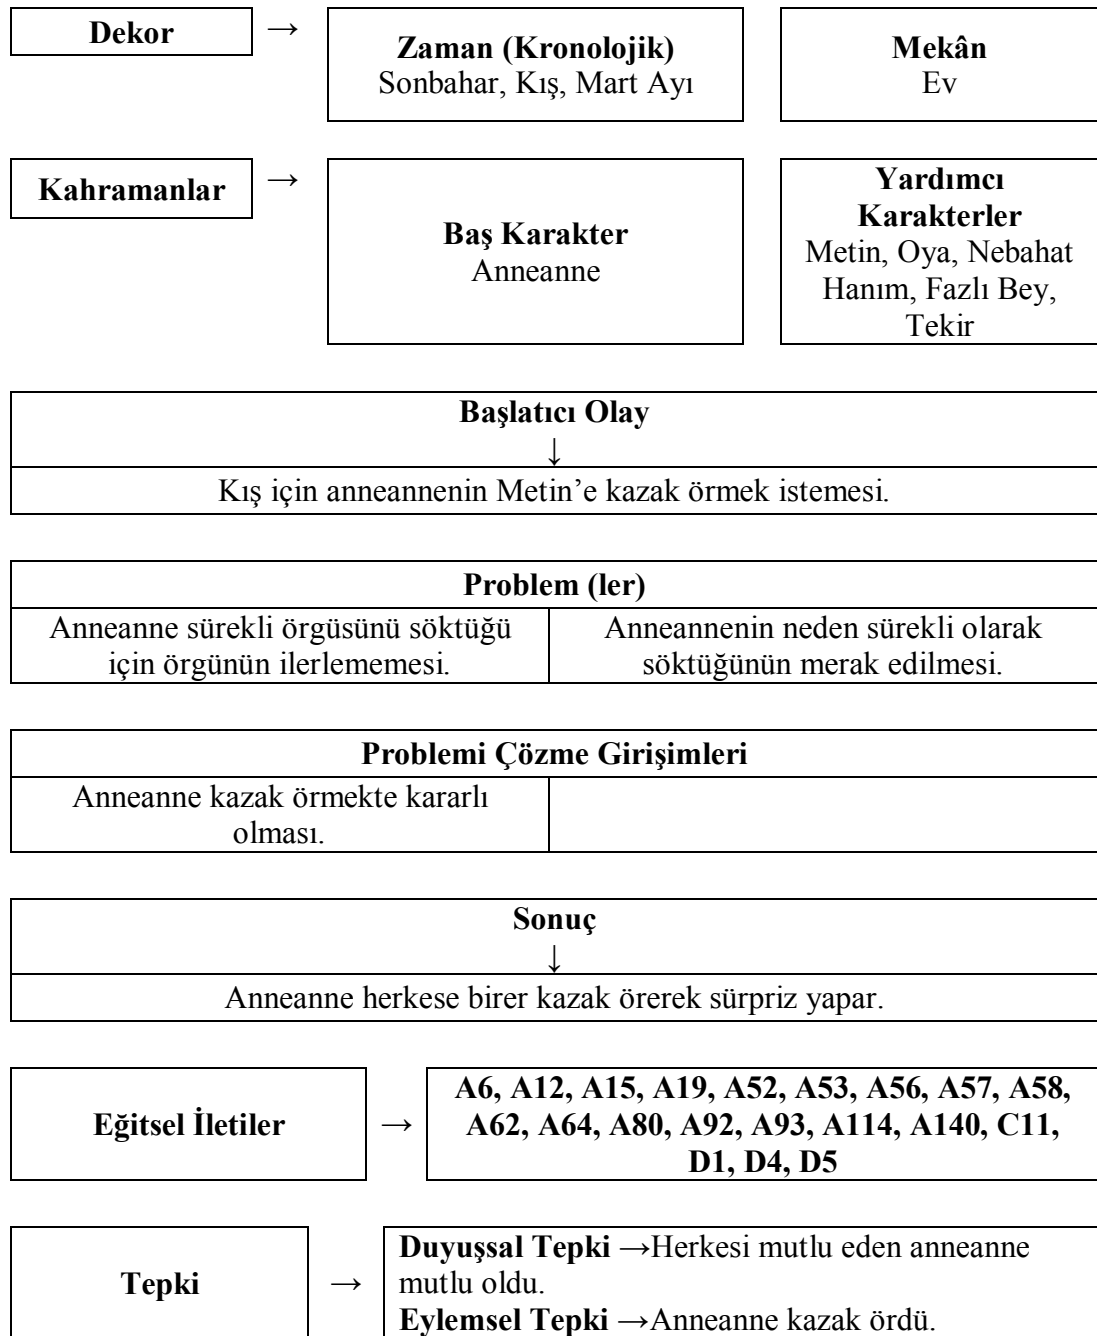 Dekor →
Zaman (Kronolojik)
Sonbahar, Kış, Mart Ayı
Mekân
Ev
Kahramanlar →
Baş Karakter
Anneanne
Yardımcı
Karakterler
Metin, Oya, Nebahat
Hanım, Fazlı Bey,
Tekir
Başlatıcı Olay
↓
Kış için anneannenin Metin’e kazak örmek istemesi.
Problem (ler)
Anneanne sürekli örgüsünü söktüğü
için örgünün ilerlememesi.
Anneannenin neden sürekli olarak
söktüğünün merak edilmesi.
Problemi Çözme Girişimleri
Anneanne kazak örmekte kararlı
olması.
Sonuç
↓
Anneanne herkese birer kazak örerek sürpriz yapar.
Eğitsel İletiler →
A6, A12, A15, A19, A52, A53, A56, A57, A58,
A62, A64, A80, A92, A93, A114, A140, C11,
D1, D4, D5
Tepki →
Duyuşsal Tepki →Herkesi mutlu eden anneanne
mutlu oldu.
Eylemsel Tepki →Anneanne kazak ördü.